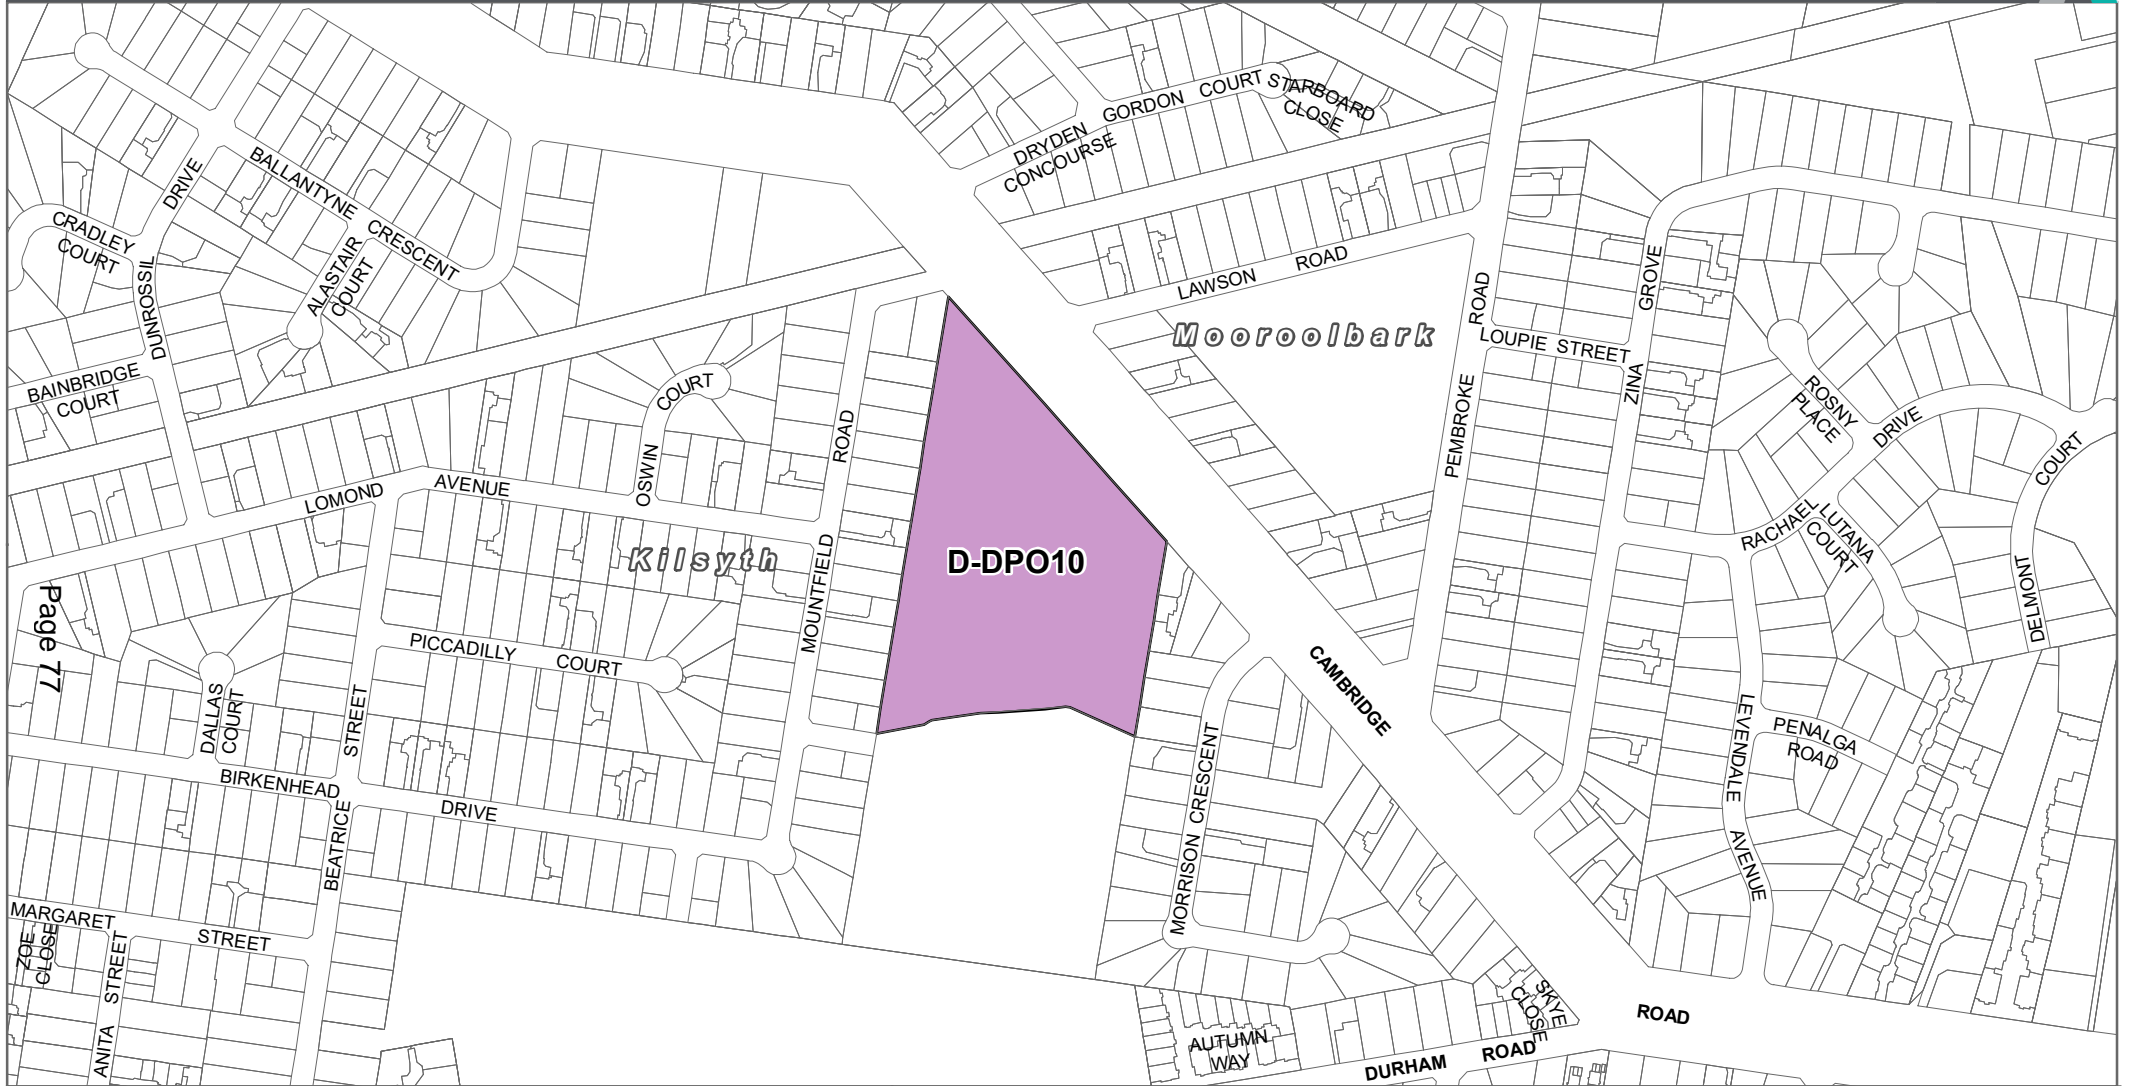 GORDON COURT
STARBOARD
CLOSE
DRYDEN
CONCOURSE
BALLANTYNE CRESCENT
DRIVE
CRADLEY
COURT
ALASTAIR
COURT
DUNROSSIL
LAWSON ROAD
GROVE
ROAD
Mooroolbark
LOUPIE STREET
BAINBRIDGE
COURT
COURT
ZINA
ROSNY
PLACE
DRIVE
PEMBROKE
ROAD
COURT
OSWIN
AVENUE
LOMOND
RACHAEL
LUTANA
COURT
Kilsyth
D-DPO10
MOUNTFIELD
DELMONT
Page 77
PICCADILLY COURT
CAMBRIDGE
DALLAS
COURT
STREET
LEVENDALE
PENALGA
ROAD
MORRISON CRESCENT
BIRKENHEAD
DRIVE
BEATRICE
AVENUE
MARGARET
STREET
ZOE
CLOSE
STREET
ANITA
SKYE
CLOSE
ROAD
AUTUMN
WAY
DURHAM
ROAD